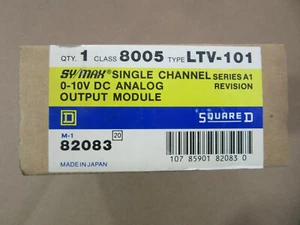 QTY. 1 CLASS 8005 TYPE LTV-101
SY/MAX® SINGLE CHANNEL SERIES A1
0-10V DC ANALOG REVISION
OUTPUT MODULE
D SQUARE D
M-1
82083 20
MADE IN JAPAN
107 85901 82083 0